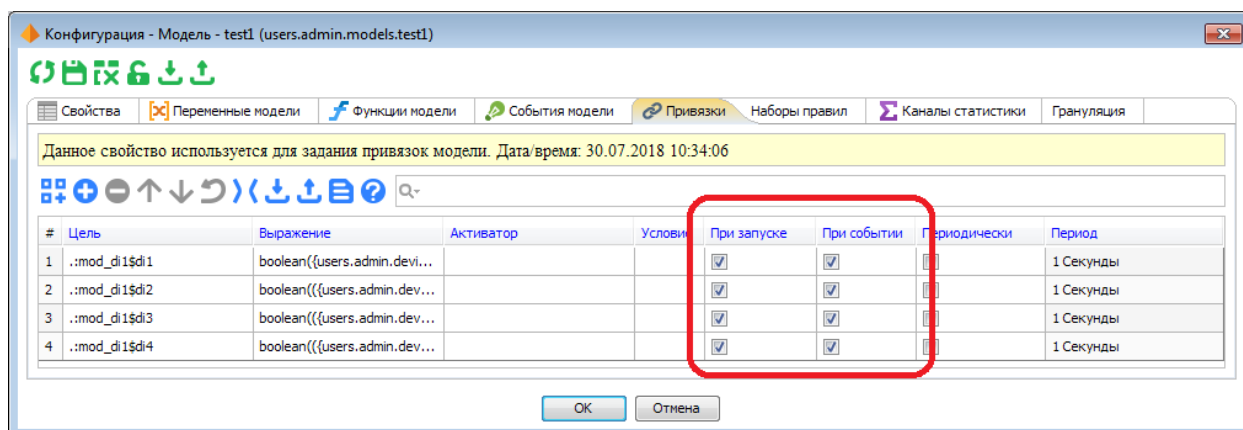 Конфигурация - Модель - test1 (users.admin.models.test1)
Свойства Переменные модели Функции модели События модели Привязки Наборы правил Каналы статистики Грануляция
Данное свойство используется для задания привязок модели. Дата/время: 30.07.2018 10:34:06
# Цель Выражение Активатор Условие При запуске При событии Периодически Период
1 .:mod_di1$di1 boolean({users.admin.devi... 1 Секунды
2 .:mod_di1$di2 boolean(({users.admin.dev... 1 Секунды
3 .:mod_di1$di3 boolean(({users.admin.dev... 1 Секунды
4 .:mod_di1$di4 boolean(({users.admin.dev... 1 Секунды
OK Отмена